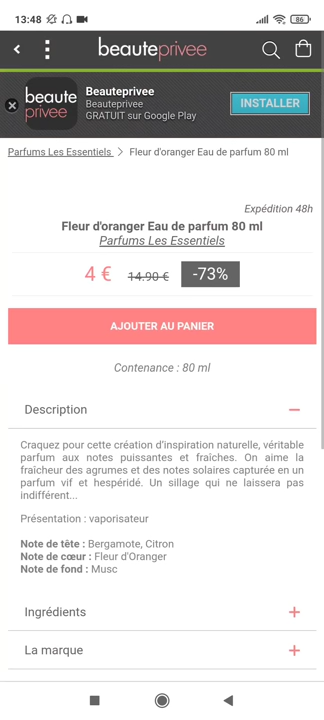 13:48
86
beauteprivee
beaute
privee
Beauteprivee
Beauteprivee
GRATUIT sur Google Play
INSTALLER
Parfums Les Essentiels > Fleur d'oranger Eau de parfum 80 ml
Expédition 48h
Fleur d'oranger Eau de parfum 80 ml
Parfums Les Essentiels
4 € 14.90 € -73%
AJOUTER AU PANIER
Contenance : 80 ml
Description
Craquez pour cette création d'inspiration naturelle, véritable
parfum aux notes puissantes et fraîches. On aime la
fraîcheur des agrumes et des notes solaires capturée en un
parfum vif et hespéridé. Un sillage qui ne laissera pas
indifférent...
Présentation : vaporisateur
Note de tête : Bergamote, Citron
Note de cœur : Fleur d'Oranger
Note de fond : Musc
Ingrédients
La marque